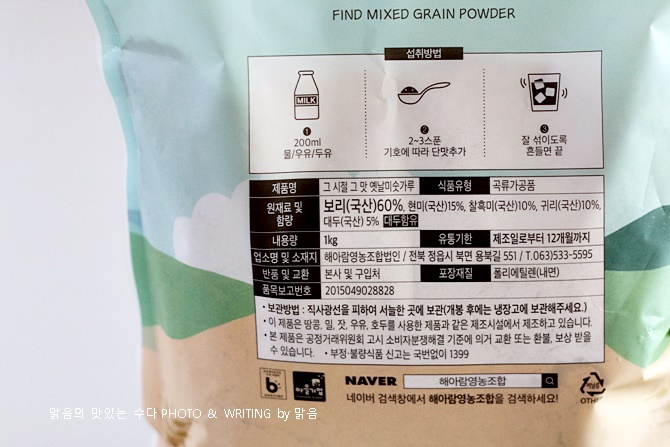 FIND MIXED GRAIN POWDER
섭취방법
MILK
1 2 3
200ml 2~3스푼 잘 섞이도록
물/우유/두유 기호에 따라 단맛추가 흔들면 끝
제품명 그 시절 그 맛 옛날미숫가루 식품유형 곡류가공품
원재료 및 함량 보리(국산)60%, 현미(국산)15%, 찰흑미(국산)10%, 귀리(국산)10%,
대두(국산) 5% 대두함유
내용량 1kg 유통기한 제조일로부터 12개월까지
업소명 및 소재지 해아람영농조합법인 / 전북 정읍시 북면 용북길 551 / T.063)533-5595
반품 및 교환 본사 및 구입처 포장재질 폴리에틸렌(내면)
품목보고번호 2015049028828
• 보관방법 : 직사광선을 피하여 서늘한 곳에 보관(개봉 후에는 냉장고에 보관해주세요.)
• 이 제품은 땅콩, 밀, 잣, 우유, 호두를 사용한 제품과 같은 제조시설에서 제조하고 있습니다.
• 본 제품은 공정거래위원회 고시 소비자분쟁해결 기준에 의거 교환 또는 환불, 보상 받을
수 있습니다. • 부정·불량식품 신고는 국번없이 1399
b 마을기업 NAVER 해아람영농조합
네이버 검색창에서 해아람영농조합을 검색하세요!
비닐류
OTHER
맑음의 맛있는 수다 PHOTO & WRITING by 맑음